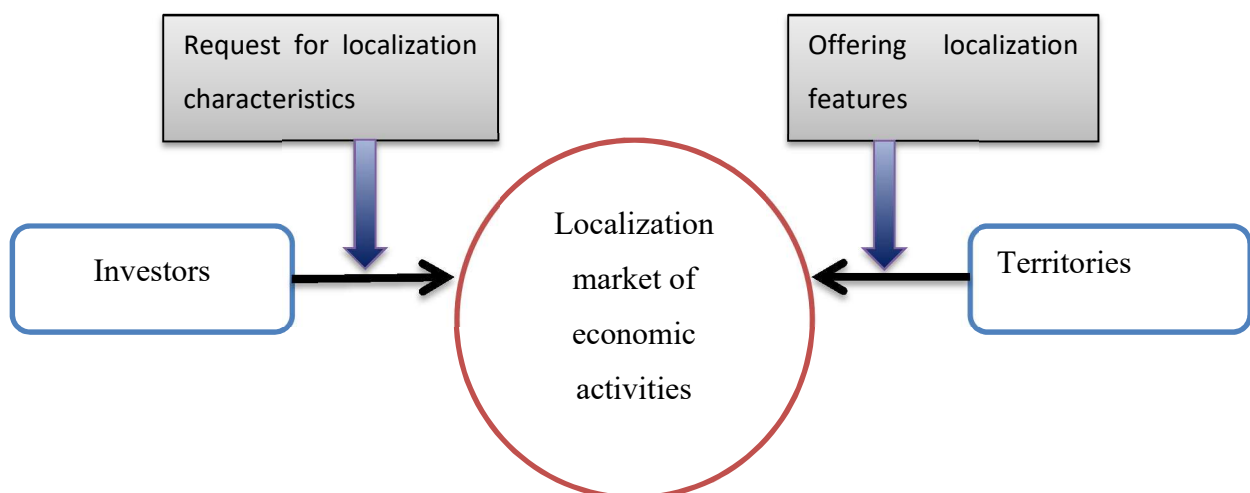 Request for localization
characteristics
Offering localization
features
Investors
Localization
market of
economic
activities
Territories